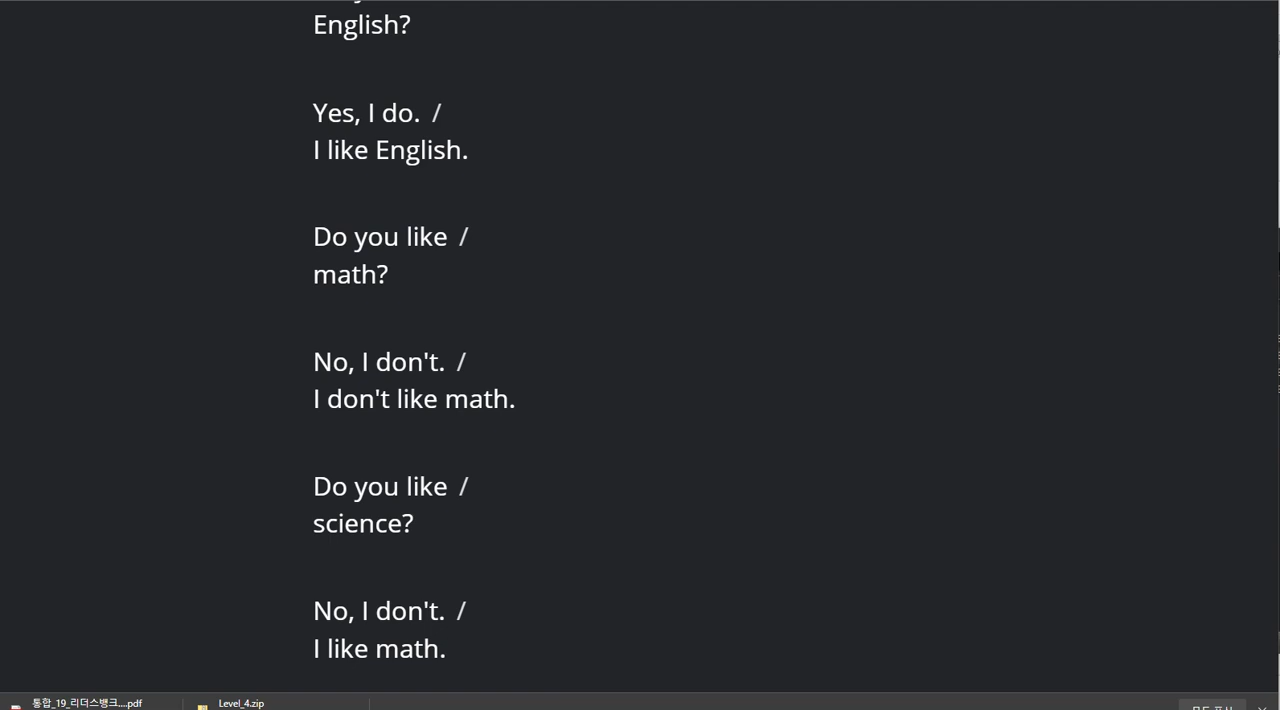 English?
Yes, I do. /
I like English.
Do you like /
math?
No, I don't. /
I don't like math.
Do you like /
science?
No, I don't. /
I like math.
통합_19_리더스뱅크....pdf
Level_4.zip